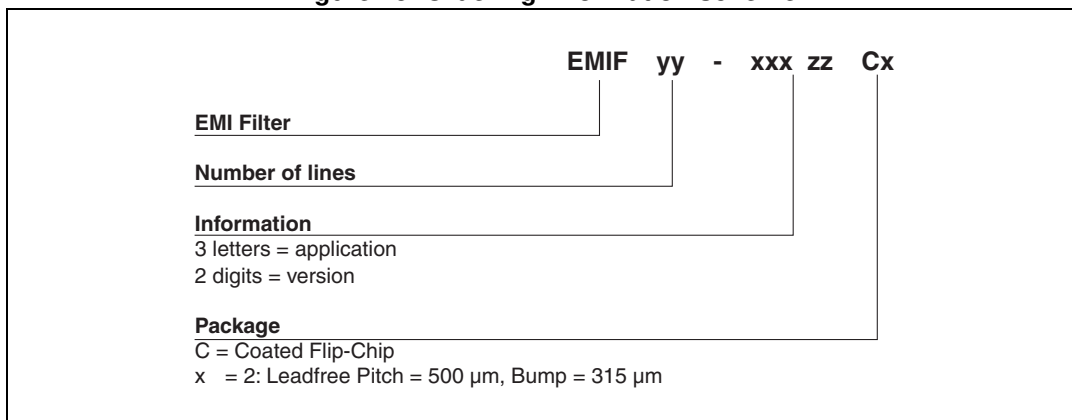 EMIF yy - xxx zz Cx
EMI Filter
Number of lines
Information
3 letters = application
2 digits = version
Package
C = Coated Flip-Chip
x = 2: Leadfree Pitch = 500 µm, Bump = 315 µm